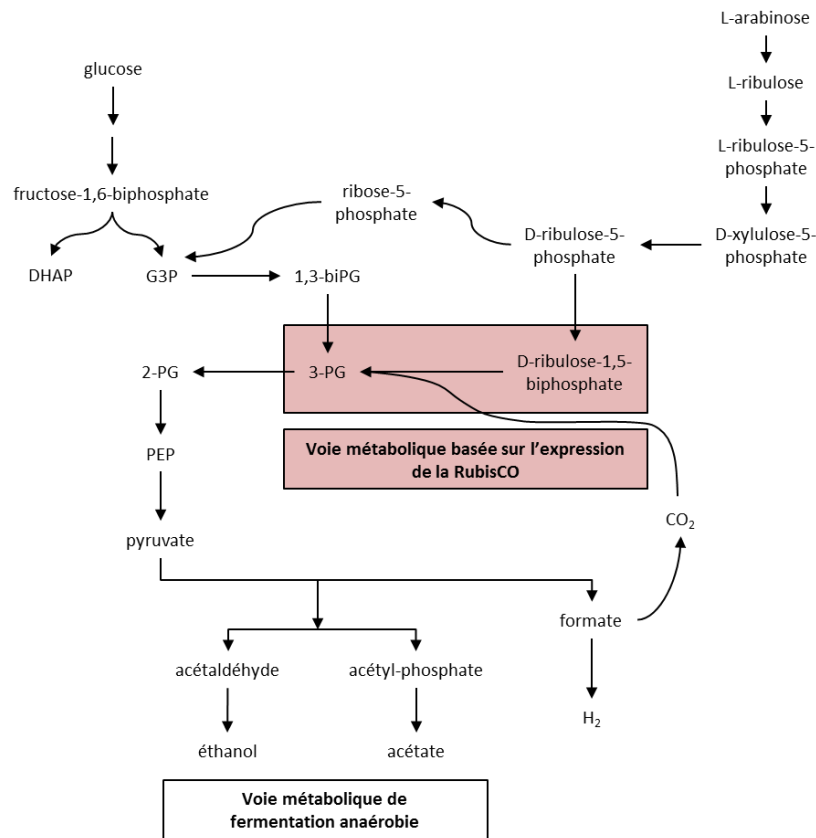 L-arabinose
glucose
L-ribulose
L-ribulose-5-
phosphate
fructose-1,6-biphosphate
ribose-5-
phosphate
D-ribulose-5-
phosphate
D-xylulose-5-
phosphate
DHAP
G3P
1,3-biPG
2-PG
3-PG
D-ribulose-1,5-
biphosphate
PEP
Voie métabolique basée sur l’expression
de la RubisCO
CO₂
pyruvate
formate
acétaldéhyde
acétyl-phosphate
H₂
éthanol
acétate
Voie métabolique de
fermentation anaérobie